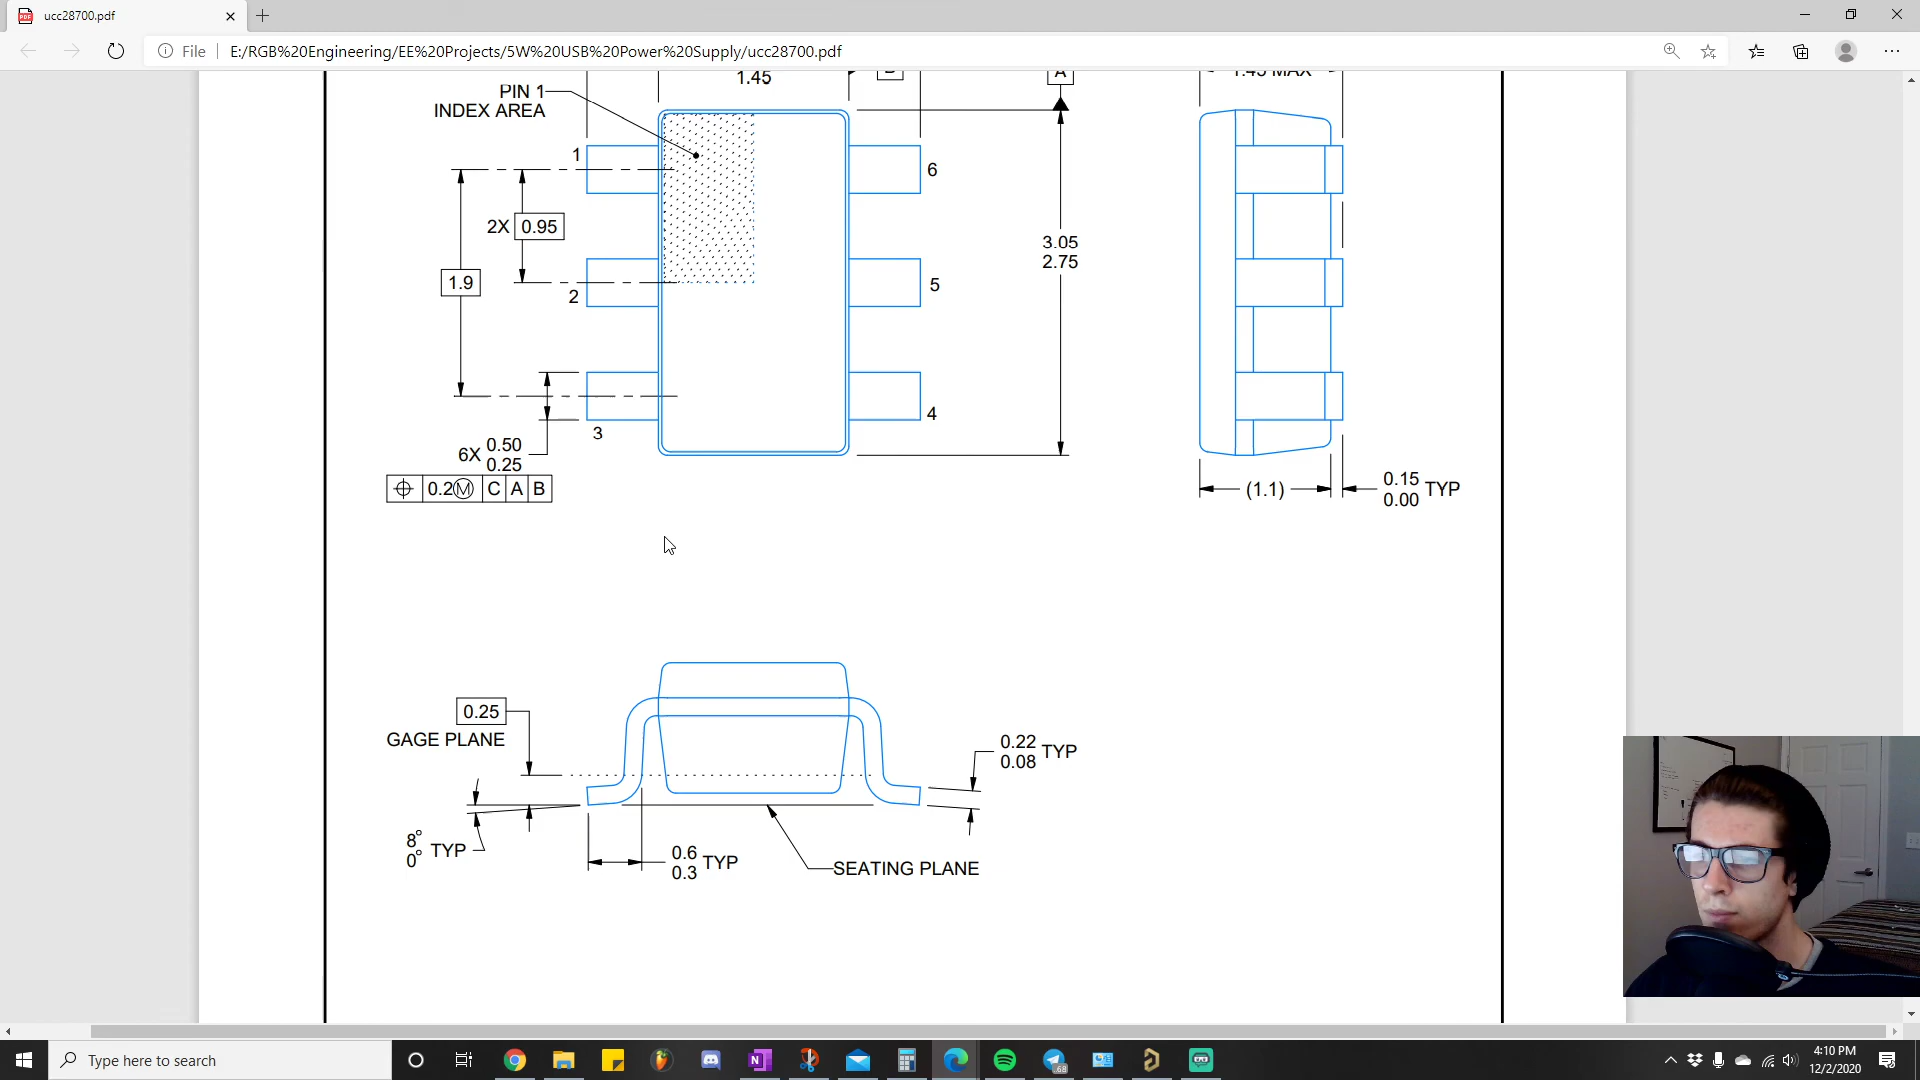 ucc28700.pdf
File
E:/RGB%20Engineering/EE%20Projects/5W%20USB%20Power%20Supply/ucc28700.pdf
1.45
A
1.45 MAX
PIN 1
INDEX AREA
1
6
2X 0.95
3.05
2.75
1.9
2
5
3
4
6X 0.50
0.25
0.2Ⓜ C A B
(1.1)
0.15
0.00 TYP
0.25
GAGE PLANE
0.22
0.08 TYP
8°
0° TYP
0.6
0.3 TYP
SEATING PLANE
Type here to search
.68
4:10 PM
12/2/2020